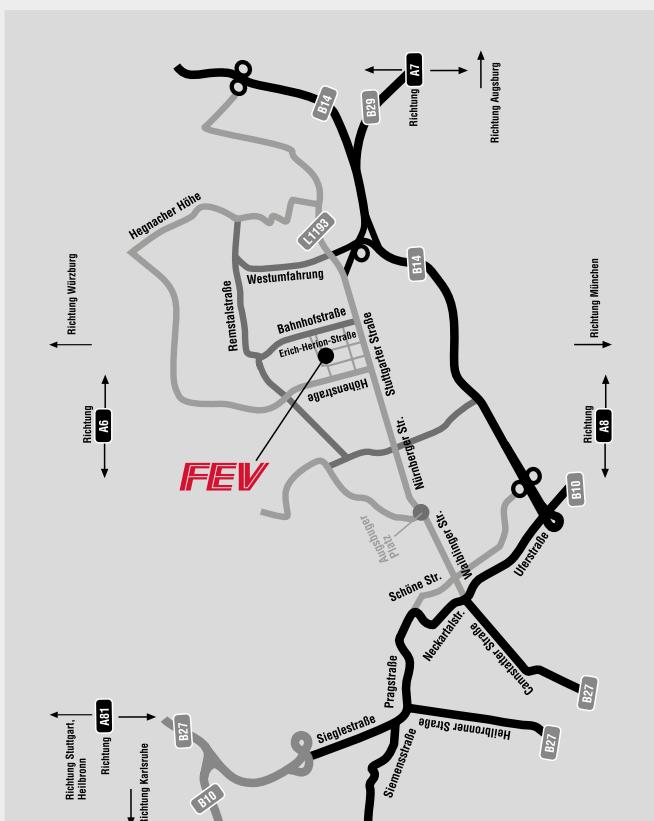 A7
Richtung
Richtung Augsburg
B14
B29
Hegnacher Höhe
L1193
B14
Westumfahrung
Remstalstraße
Richtung Würzburg
Richtung München
Bahnhofstraße
Erich-Herion-Straße
Stuttgarter Straße
Höhenstraße
Richtung
A6
Richtung
A8
FEV
Nürnberger Str.
B10
Augsburger
Platz
Waiblinger Str.
Uferstraße
Schöne Str.
Neckartalstr.
Cannstatter Straße
B27
Pragstraße
Heilbronner Straße
B27
Sieglestraße
Siemensstraße
A81
Richtung
Richtung Stuttgart,
Heilbronn
Richtung Karlsruhe
B27
B10